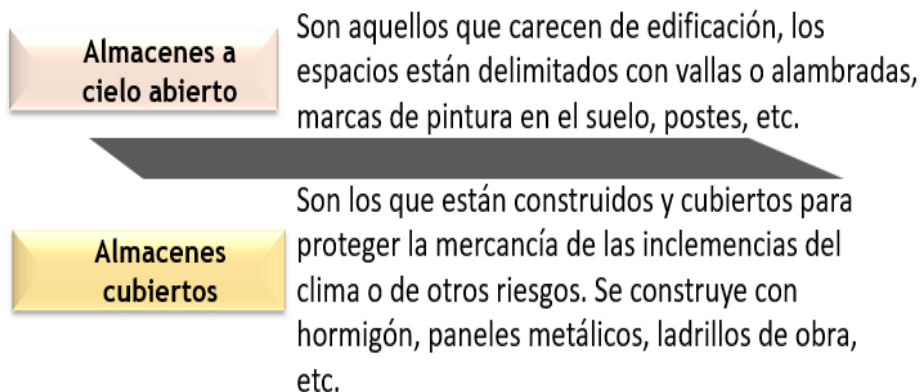 Almacenes a
cielo abierto
Son aquellos que carecen de edificación, los
espacios están delimitados con vallas o alambradas,
marcas de pintura en el suelo, postes, etc.
Almacenes
cubiertos
Son los que están construidos y cubiertos para
proteger la mercancía de las inclemencias del
clima o de otros riesgos. Se construye con
hormigón, paneles metálicos, ladrillos de obra,
etc.